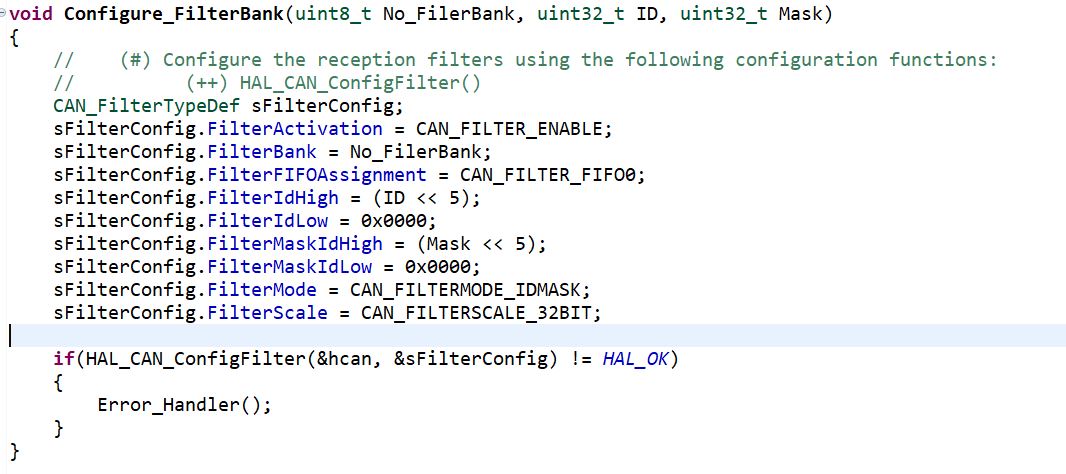 void Configure_FilterBank(uint8_t No_FilerBank, uint32_t ID, uint32_t Mask)
{
    //    (#) Configure the reception filters using the following configuration functions:
    //          (++) HAL_CAN_ConfigFilter()
    CAN_FilterTypeDef sFilterConfig;
    sFilterConfig.FilterActivation = CAN_FILTER_ENABLE;
    sFilterConfig.FilterBank = No_FilerBank;
    sFilterConfig.FilterFIFOAssignment = CAN_FILTER_FIFO0;
    sFilterConfig.FilterIdHigh = (ID << 5);
    sFilterConfig.FilterIdLow = 0x0000;
    sFilterConfig.FilterMaskIdHigh = (Mask << 5);
    sFilterConfig.FilterMaskIdLow = 0x0000;
    sFilterConfig.FilterMode = CAN_FILTERMODE_IDMASK;
    sFilterConfig.FilterScale = CAN_FILTERSCALE_32BIT;

    if(HAL_CAN_ConfigFilter(&hcan, &sFilterConfig) != HAL_OK)
    {
        Error_Handler();
    }
}